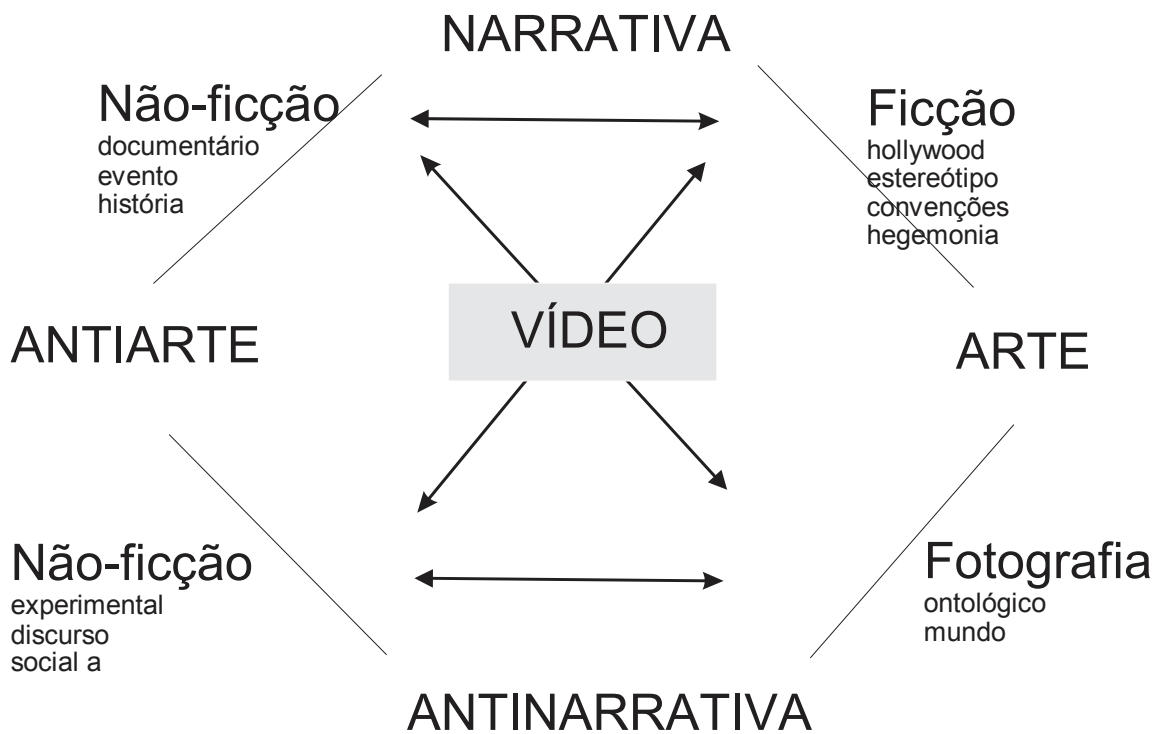 NARRATIVA
Não-ficção
documentário
evento
história
Ficção
hollywood
estereótipo
convenções
hegemonia
ANTIARTE
VÍDEO
ARTE
Não-ficção
experimental
discurso
social a
Fotografia
ontológico
mundo
ANTINARRATIVA